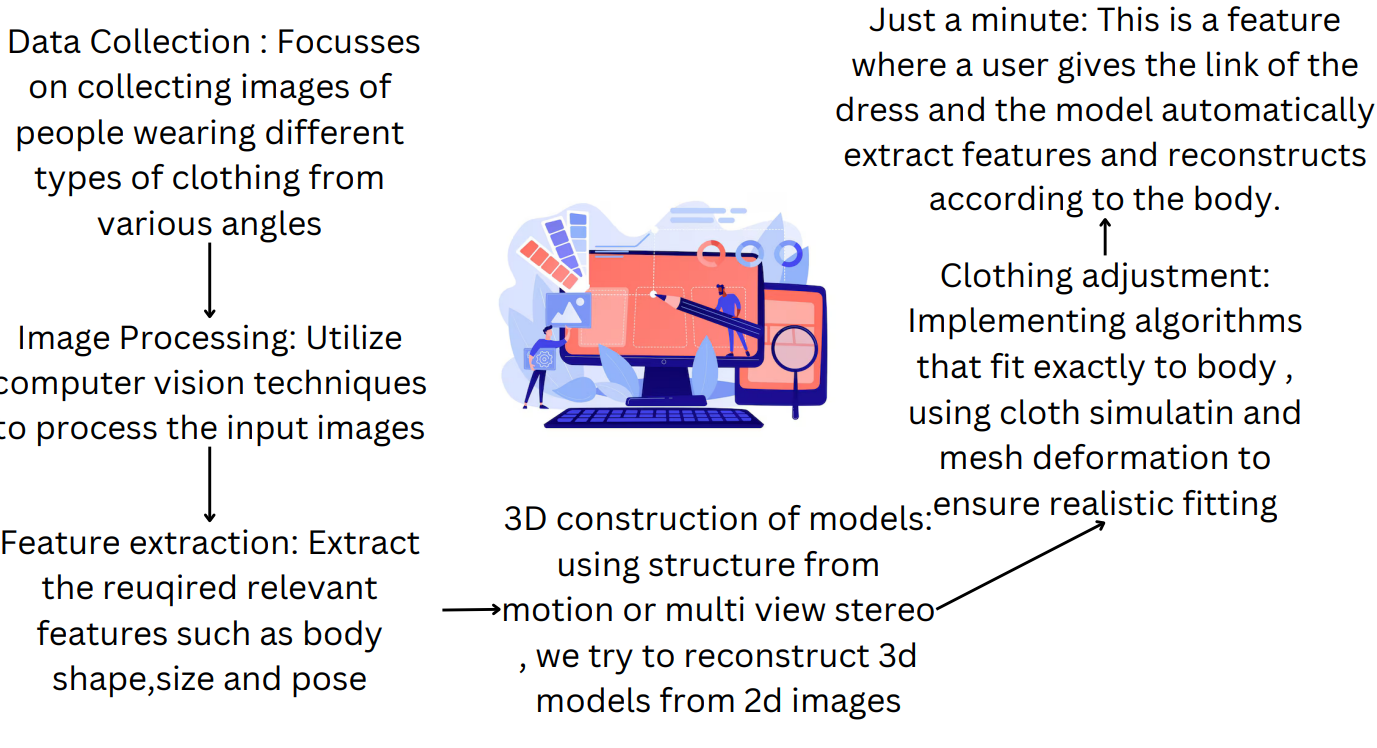 Data Collection : Focusses
on collecting images of
people wearing different
types of clothing from
various angles
Image Processing: Utilize
computer vision techniques
to process the input images
Feature extraction: Extract
the reuqired relevant
features such as body
shape,size and pose
3D construction of models:
using structure from
motion or multi view stereo
, we try to reconstruct 3d
models from 2d images
Clothing adjustment:
Implementing algorithms
that fit exactly to body ,
using cloth simulatin and
mesh deformation to
ensure realistic fitting
Just a minute: This is a feature
where a user gives the link of the
dress and the model automatically
extract features and reconstructs
according to the body.